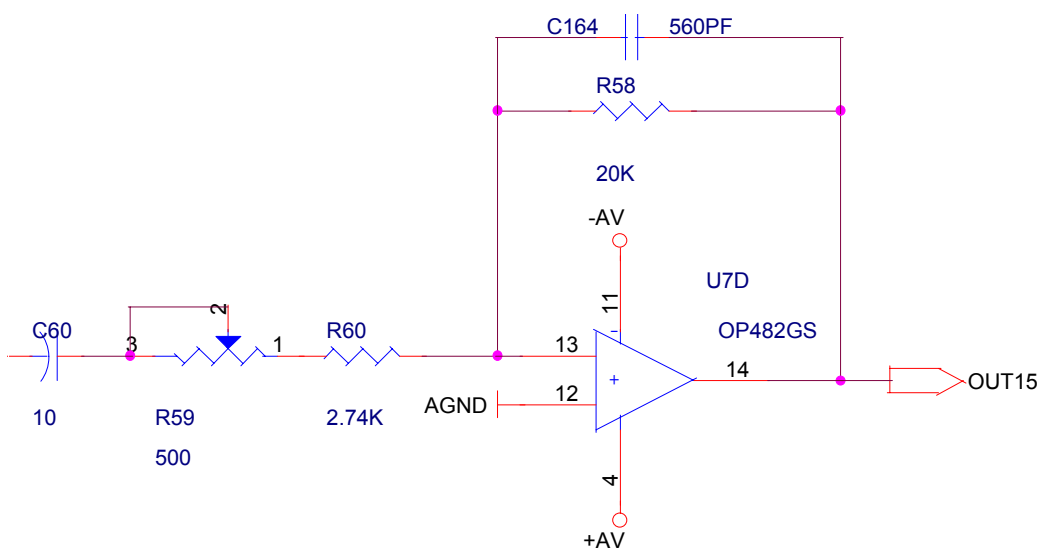 C164 560PF
R58
20K
-AV
11
U7D
OP482GS
-
+
13
12
14
OUT15
AGND
4
+AV
C60
10
3
2
1
R59
500
R60
2.74K